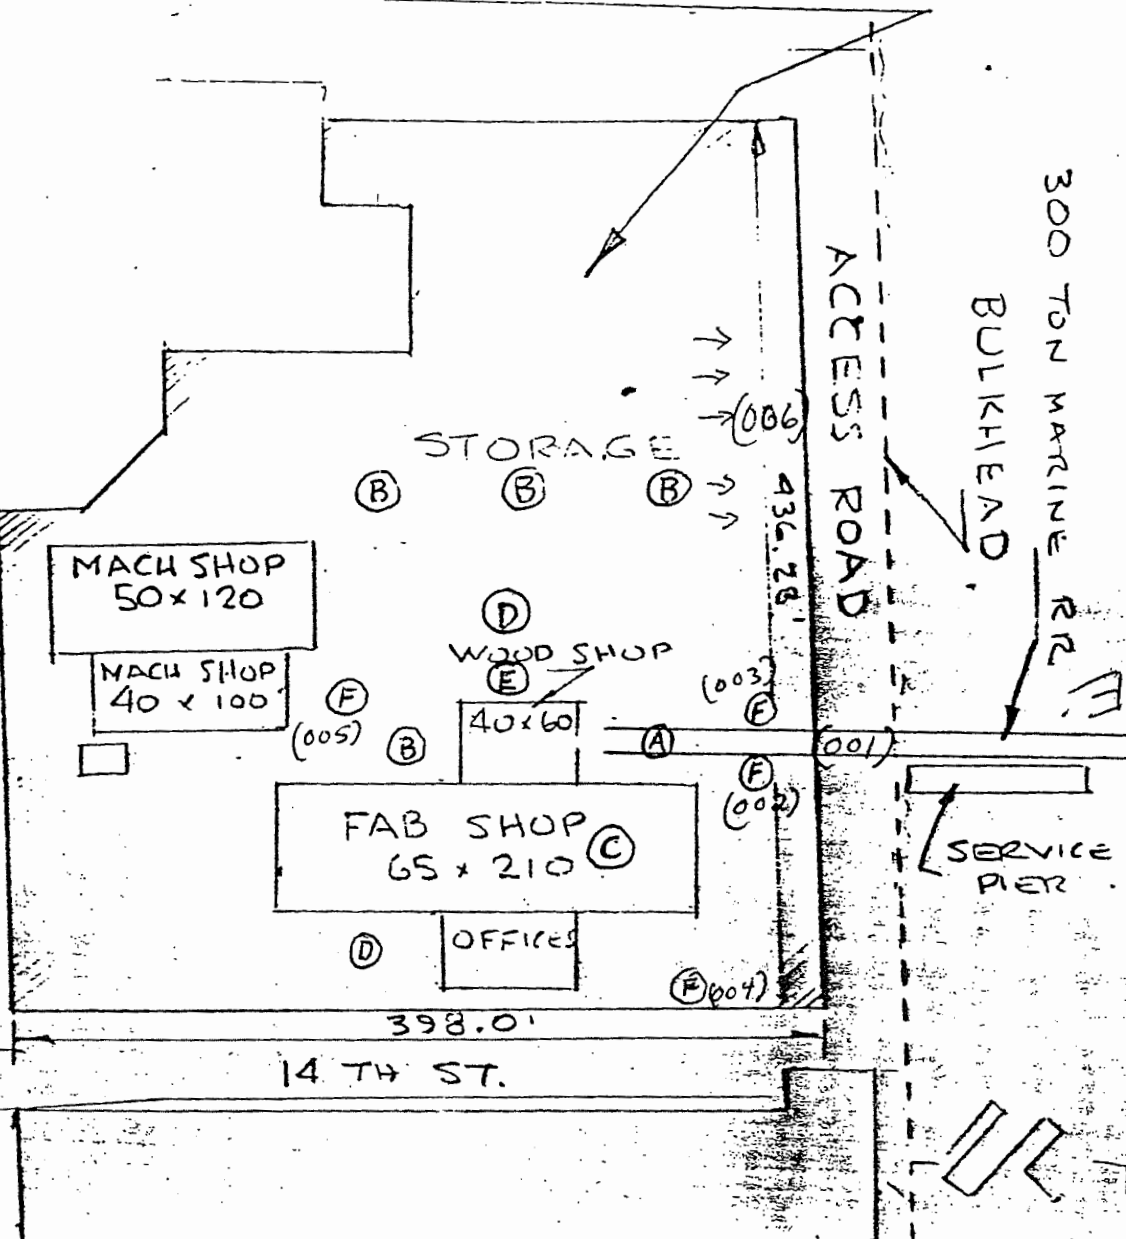 300 TON MARINE RR
BULKHEAD
ACCESS ROAD
(006)
STORAGE
B
B
B
436.28'
MACH SHOP
50 x 120
D
WOOD SHOP
E
MACH SHOP
40 x 100
F
(005)
B
40x60
(003)
F
A
(001)
F
(002)
FAB SHOP
65 x 210
C
SERVICE
PIER
D
OFFICES
F
(004)
398.0'
14 TH ST.